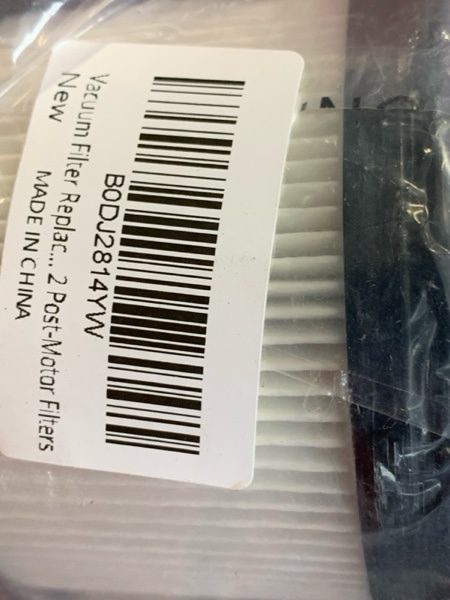 B0DJ2814YW
Vacuum Filter Replac... 2 Post-Motor Filters
New
MADE IN CHINA